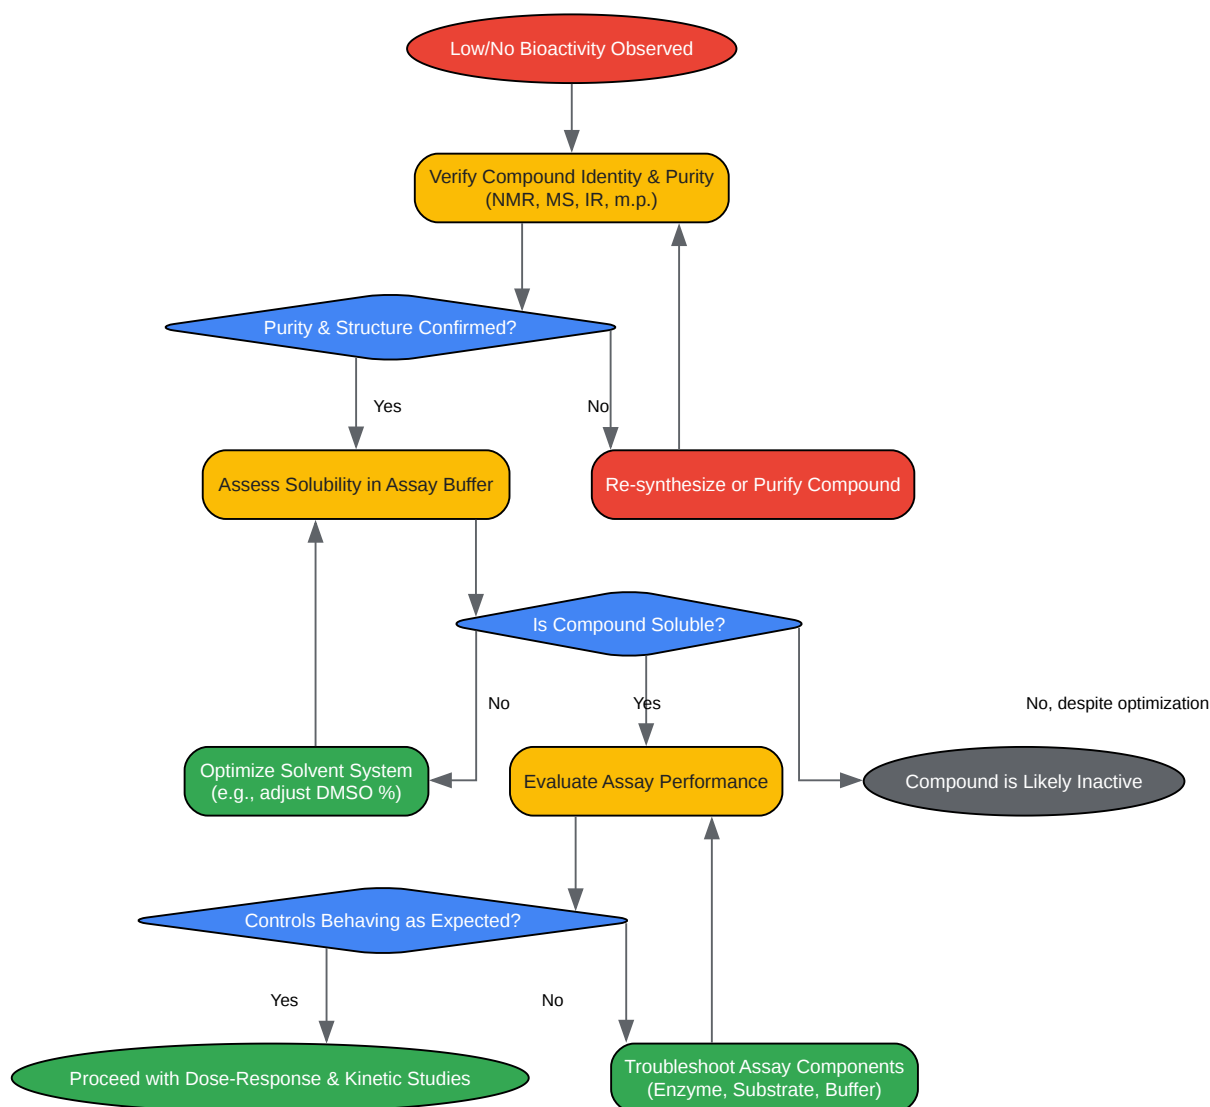 Low/No Bioactivity Observed
Verify Compound Identity & Purity
(NMR, MS, IR, m.p.)
Purity & Structure Confirmed?
Yes
No
Assess Solubility in Assay Buffer
Re-synthesize or Purify Compound
Is Compound Soluble?
No
Yes
No, despite optimization
Optimize Solvent System
(e.g., adjust DMSO %)
Evaluate Assay Performance
Compound is Likely Inactive
Controls Behaving as Expected?
Yes
No
Proceed with Dose-Response & Kinetic Studies
Troubleshoot Assay Components
(Enzyme, Substrate, Buffer)